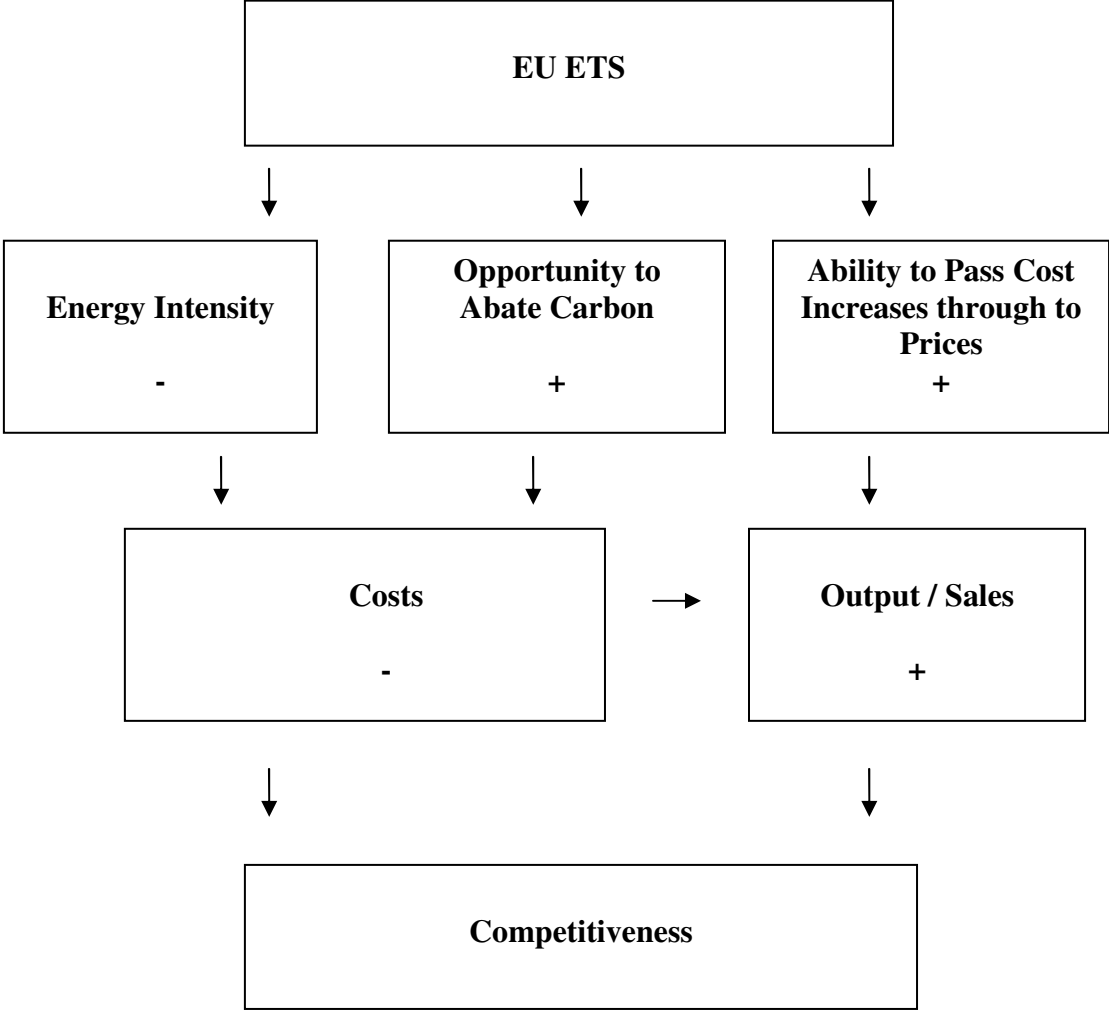 EU ETS
Energy Intensity
-
Opportunity to
Abate Carbon
+
Ability to Pass Cost
Increases through to
Prices
+
Costs
-
Output / Sales
+
Competitiveness